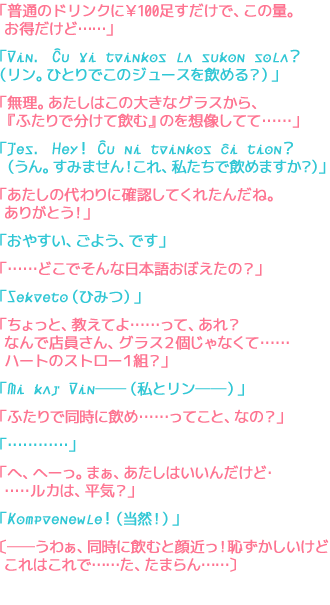 「普通のドリンクに¥100足すだけで、この量。
お得だけど……」
「Rin, Ĉu vi trinkos la sukon sola?
(リン。ひとりでこのジュースを飲める?)」
「無理。あたしはこの大きなグラスから、
『ふたりで分けて飲む』のを想像してて……」
「Jes, Hej! Ĉu ni trinkos ĉi tion?
(うん。すみません!これ、私たちで飲めますか?)」
「あたしの代わりに確認してくれたんだね。
ありがとう!」
「おやすい、ごよう、です」
「……どこでそんな日本語おぼえたの?」
「Sekreto(ひみつ)」
「ちょっと、教えてよ……って、あれ?
なんで店員さん、グラス2個じゃなくて……
ハートのストロー1組?」
「Mi kaj Rin──(私とリン──)」
「ふたりで同時に飲め……ってこと、なの?」
「…………」
「へ、へーっ。まぁ、あたしはいいんだけど・
・・・・・ルカは、平気?」
「Kompreneble!(当然!)」
〔──うわぁ、同時に飲むと顔近っ!恥ずかしいけど
これはこれで……た、たまらん……〕